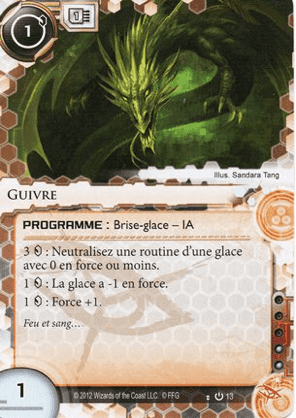 1
Illus. Sandara Tang
GUIVRE
PROGRAMME : Brise-glace – IA
3 : Neutralisez une routine d'une glace
avec 0 en force ou moins.
1 : La glace a -1 en force.
1 : Force +1.
Feu et sang…
1
© 2012 Wizards of the Coast LLC. © FFG
13